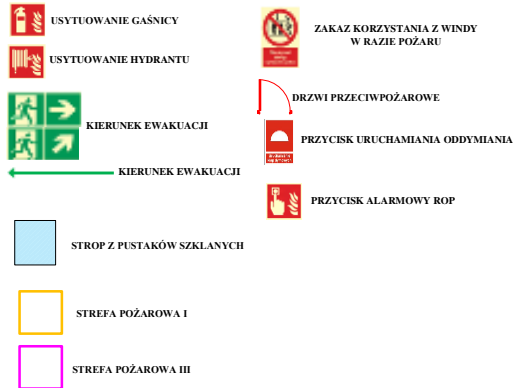 USYTUOWANIE GAŚNICY
USYTUOWANIE HYDRANTU
KIERUNEK EWAKUACJI
KIERUNEK EWAKUACJI
STROP Z PUSTAKÓW SZKLANYCH
STREFA POŻAROWA I
STREFA POŻAROWA III
ZAKAZ KORZYSTANIA Z WINDY
W RAZIE POŻARU
DRZWI PRZECIWPOŻAROWE
PRZYCISK URUCHAMIANIA ODDYMIANIA
PRZYCISK ALARMOWY ROP